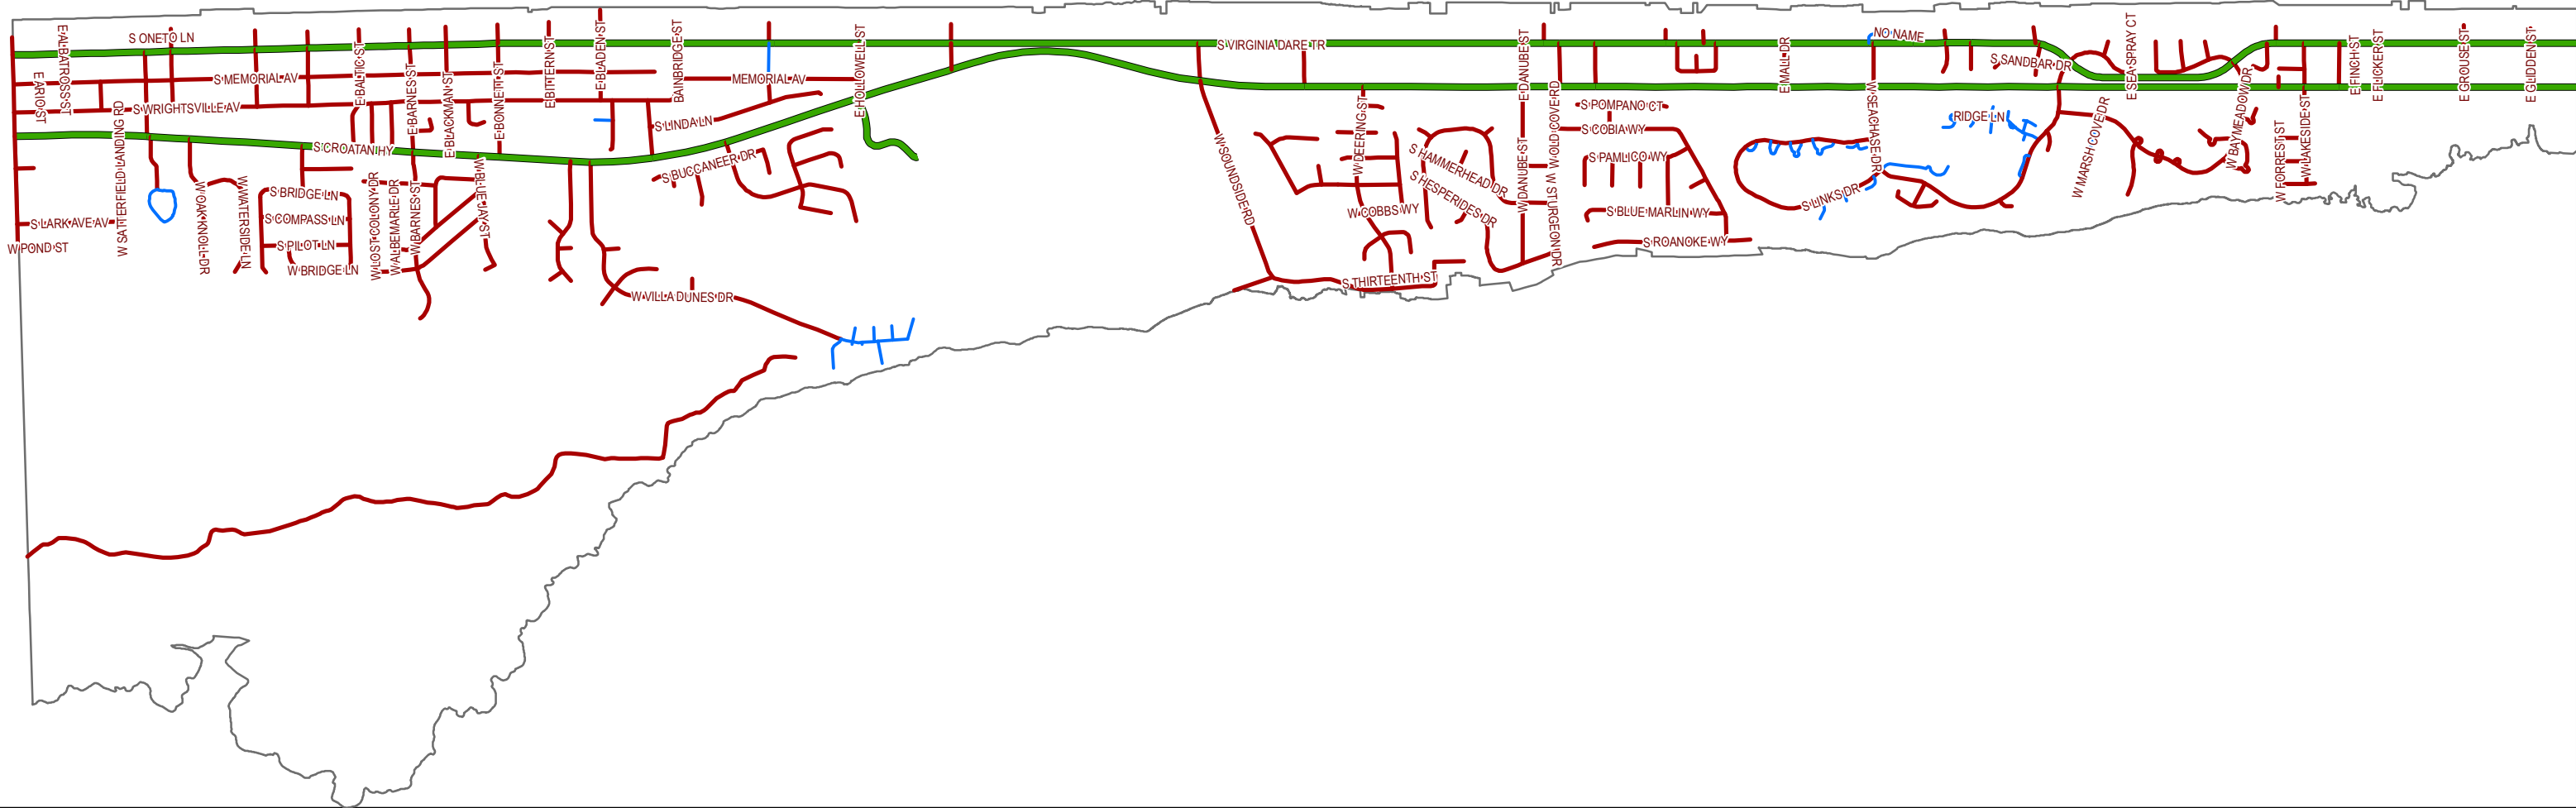 S ONETO LN
E ALBATROSS ST
E ARIO ST
S MEMORIAL AV
S WRIGHTSVILLE AV
W SATERFIELD LANDING RD
S LARK AVE AV
W POND ST
W OAK KNOLL DR
W WATERSIDE LN
S BRIDGE LN
S COMPASS LN
S PILOT LN
W BRIDGE LN
S CROATAN HY
E BALTIC ST
W LOST COLONY DR
W ALBEMARLE DR
E BARNES ST
W BARNES ST
E BLACKMAN ST
W BLUE JAY ST
E BONNETT ST
E BITTERN ST
E BLADEN ST
BAINBRIDGE ST
MEMORIAL AV
S LINDA LN
S BUCCANEER DR
W VILLA DUNES DR
E HOLLOWELL ST
S VIRGINIA DARE TR
W SOUNDSIDE RD
W DEERING ST
W COBBS WY
S THIRTEENTH ST
S HAMMERHEAD DR
S HESPERIDES DR
E DANUBE ST
W DANUBE ST
W COLD COVE RD
W STURGEON DR
S POMPANO CT
S COBIA WY
S PAMLICO WY
S BLUE MARLIN WY
S ROANOKE WY
E MALL DR
W SEACHASE DR
S LINKS DR
NO NAME
RIDGE LN
S SANDBAR DR
W MARSH COVE DR
E SEA SPRAY CT
W BAYMEADOW DR
W FORREST ST
W LAKESIDE ST
E FINCH ST
E FLICKER ST
E GROUSE ST
E GLIDDEN ST